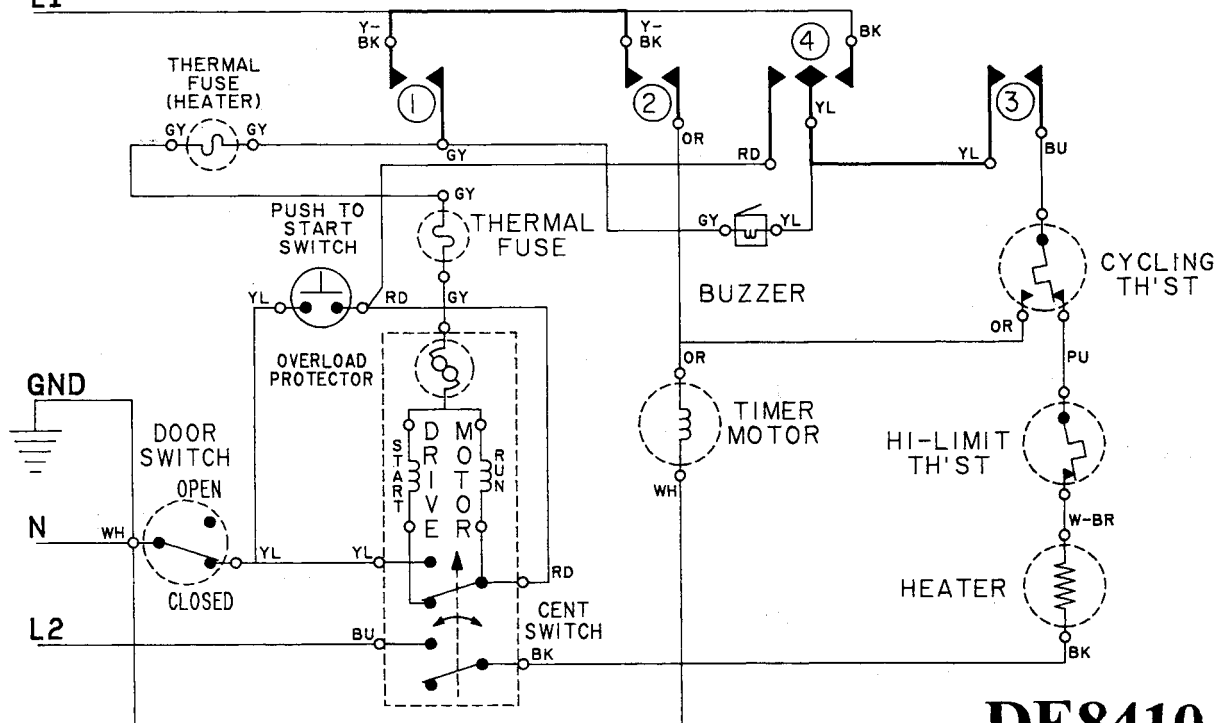 L1
Y-
BK
Y-
BK
4
BK
THERMAL
FUSE
(HEATER)
1
2
3
YL
OR
GY
GY
GY
RD
YL
BU
GY
PUSH TO
START
SWITCH
THERMAL
FUSE
GY
YL
CYCLING
TH'ST
BUZZER
YL
RD
GY
OR
OR
PU
OVERLOAD
PROTECTOR
GND
TIMER
MOTOR
HI-LIMIT
TH'ST
DOOR
SWITCH
START
DRIVE
MOTOR
RUN
OPEN
WH
W-BR
N
WH
YL
YL
RD
HEATER
CLOSED
CENT
SWITCH
L2
BU
BK
BK
DE8410